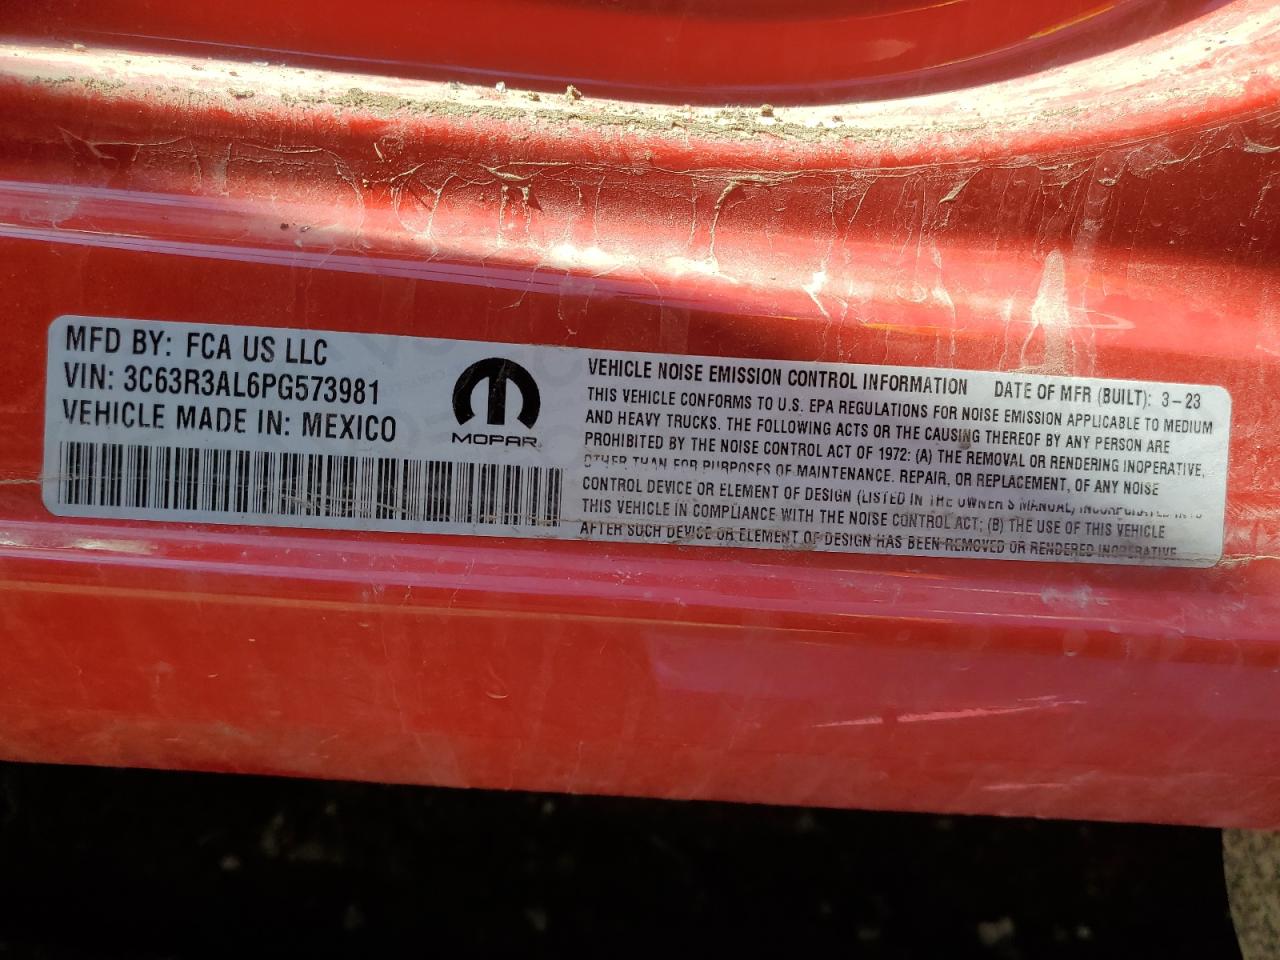 MFD BY: FCA US LLC
VIN: 3C63R3AL6PG573981
VEHICLE MADE IN: MEXICO
MOPAR
VEHICLE NOISE EMISSION CONTROL INFORMATION DATE OF MFR (BUILT): 3-23
THIS VEHICLE CONFORMS TO U.S. EPA REGULATIONS FOR NOISE EMISSION APPLICABLE TO MEDIUM
AND HEAVY TRUCKS. THE FOLLOWING ACTS OR THE CAUSING THEREOF BY ANY PERSON ARE
PROHIBITED BY THE NOISE CONTROL ACT OF 1972: (A) THE REMOVAL OR RENDERING INOPERATIVE,
OTHER THAN FOR PURPOSES OF MAINTENANCE. REPAIR, OR REPLACEMENT, OF ANY NOISE
CONTROL DEVICE OR ELEMENT OF DESIGN (LISTED IN THE OWNER'S MANUAL) INCORPORATED INTO
THIS VEHICLE IN COMPLIANCE WITH THE NOISE CONTROL ACT; (B) THE USE OF THIS VEHICLE
AFTER SUCH DEVICE OR ELEMENT OF DESIGN HAS BEEN REMOVED OR RENDERED INOPERATIVE